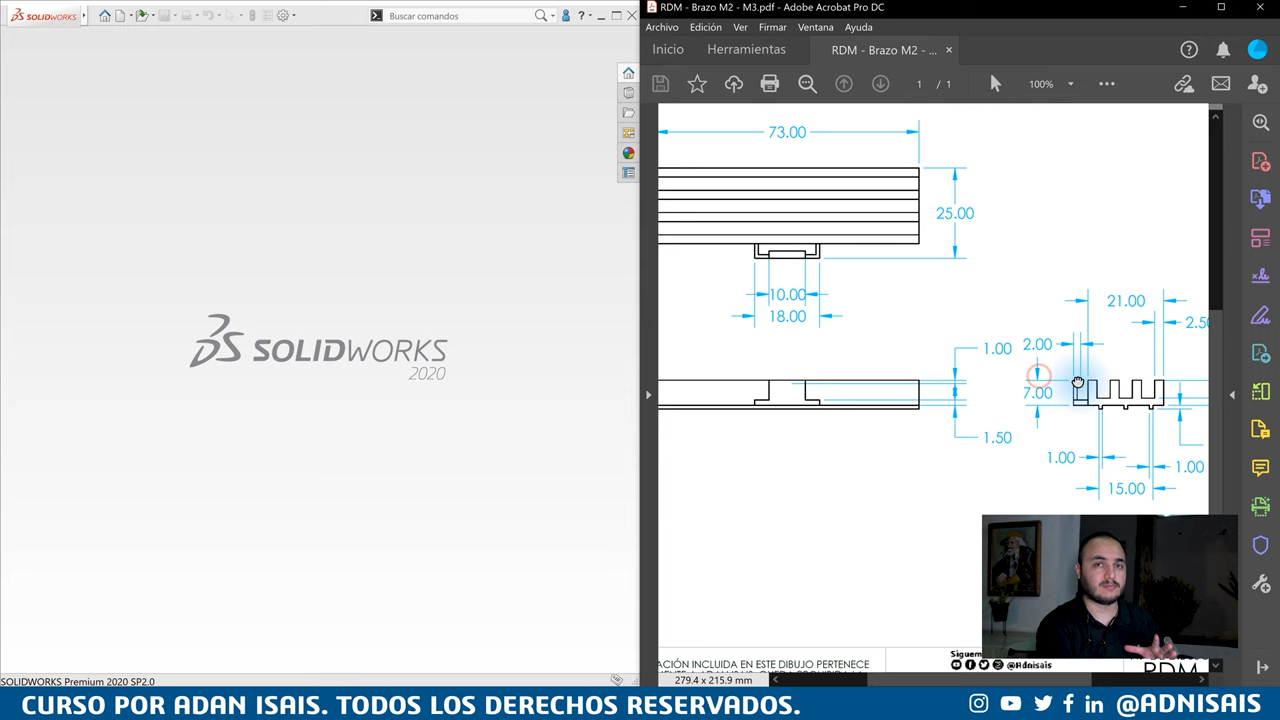 SOLIDWORKS
Buscar comandos
?
RDM - Brazo M2 - M3.pdf - Adobe Acrobat Pro DC
Archivo Edición Ver Firmar Ventana Ayuda
Inicio Herramientas RDM - Brazo M2 - ... ×
1 / 1 100%
73.00
25.00
10.00
18.00
21.00
1.00 2.00
7.00
1.50
1.00 1.00
15.00
SOLIDWORKS
2020
ACIÓN INCLUIDA EN ESTE DIBUJO PERTENECE
@Adnisais
RDM
279.4 x 215.9 mm
SOLIDWORKS Premium 2020 SP2.0
CURSO POR ADAN ISAIS. TODOS LOS DERECHOS RESERVADOS. @ADNISAIS